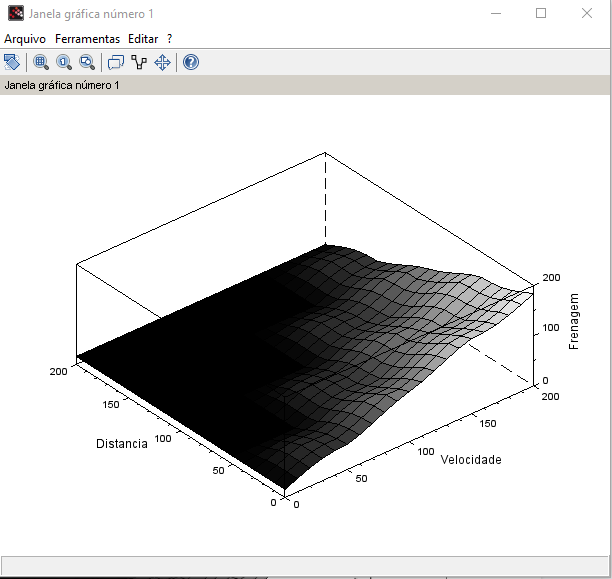 Janela gráfica número 1
Arquivo Ferramentas Editar ?
Janela gráfica número 1
200
150
100
50
0
Distancia
0
50
100
150
200
Velocidade
0
100
200
Frenagem